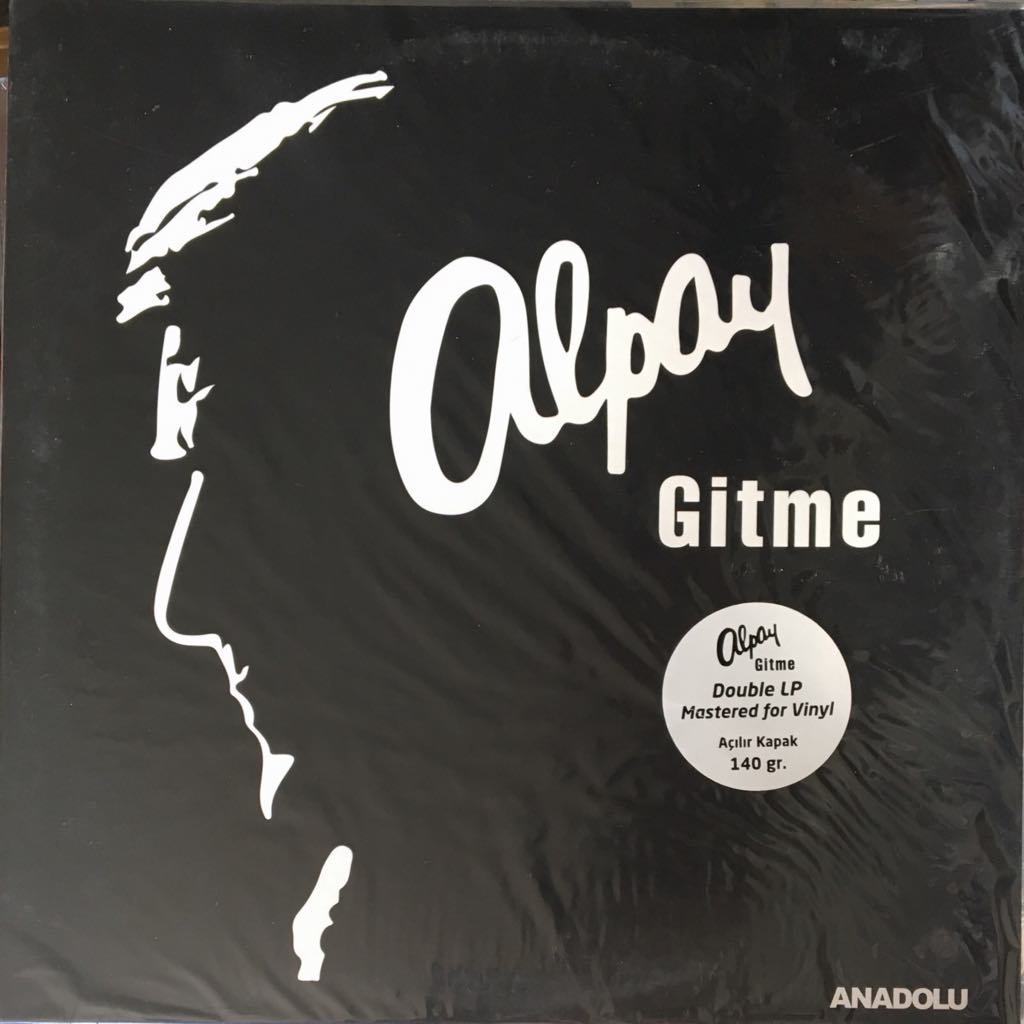 Alpay
Gitme
Alpay
Gitme
Double LP
Mastered for Vinyl
Açılır Kapak
140 gr.
ANADOLU